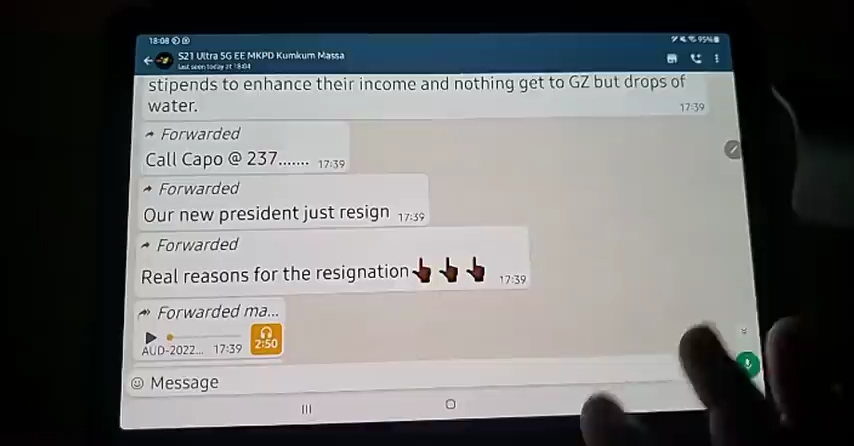 18:08
95%
S21 Ultra 5G EE MKPD Kumkum Massa
last seen today at 18:04
stipends to enhance their income and nothing get to GZ but drops of
water.
17:39
Forwarded
Call Capo @ 237.......
17:39
Forwarded
Our new president just resign
17:39
Forwarded
Real reasons for the resignation👆🏿👆🏿👆🏿
17:39
Forwarded ma...
2:50
AUD-2022...
17:39
Message